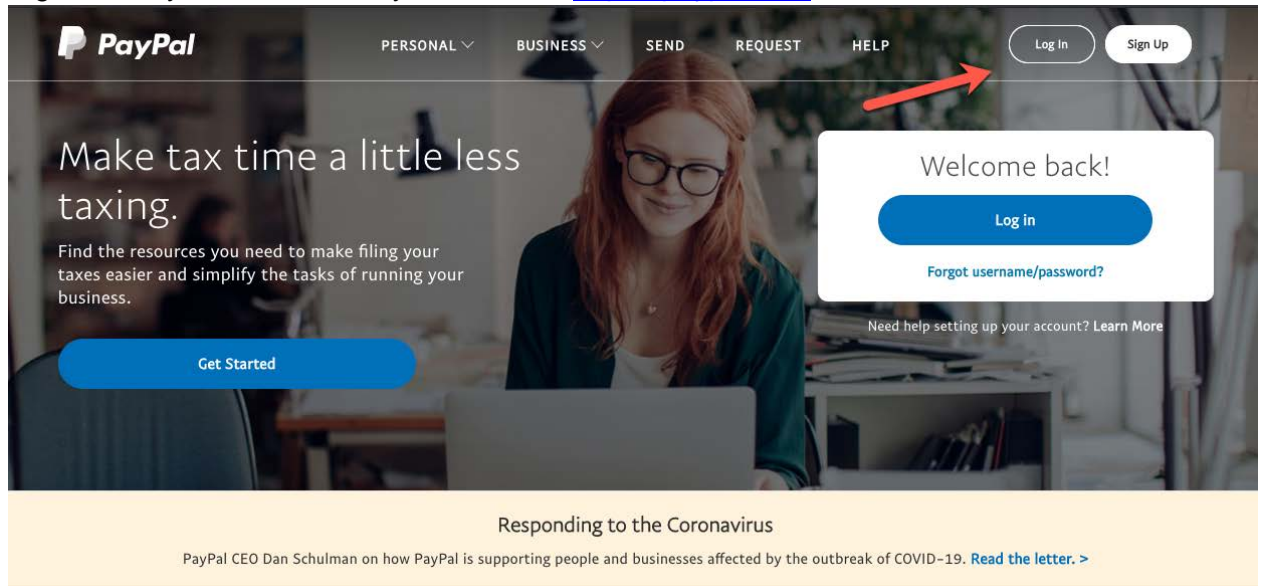 PayPal
PERSONAL BUSINESS SEND REQUEST HELP Log In Sign Up
Make tax time a little less
taxing.
Find the resources you need to make filing your
taxes easier and simplify the tasks of running your
business.
Get Started
Welcome back!
Log in
Forgot username/password?
Need help setting up your account? Learn More
Responding to the Coronavirus
PayPal CEO Dan Schulman on how PayPal is supporting people and businesses affected by the outbreak of COVID-19. Read the letter. >